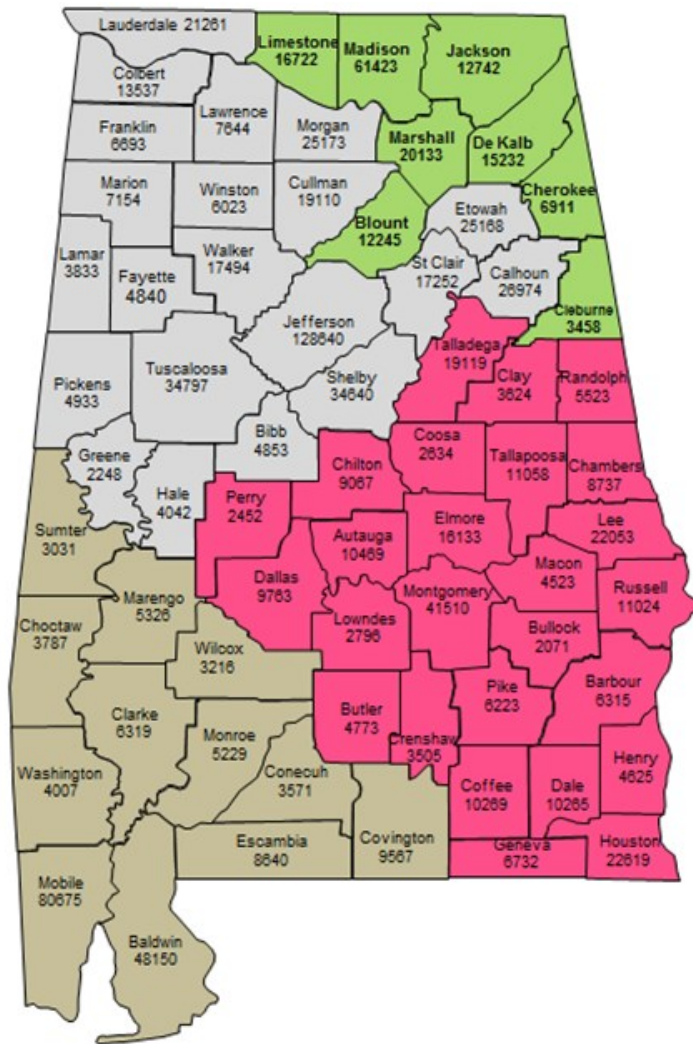 Lauderdale 21261
Limestone
16722
Madison
61423
Jackson
12742
Colbert
13537
Lawrence
7644
Franklin
6693
Morgan
25173
Marshall
20133
De Kalb
15232
Marion
7154
Winston
6023
Cullman
19110
Cherokee
6911
Blount
12245
Etowah
25168
Lamar
3833
Fayette
4840
Walker
17494
St Clair
17252
Calhoun
26974
Cleburne
3458
Jefferson
128640
Talladega
19119
Clay
3624
Randolph
5523
Pickens
4933
Tuscaloosa
34797
Shelby
34640
Bibb
4853
Greene
2248
Hale
4042
Coosa
2634
Tallapoosa
11058
Chambers
8737
Chilton
9067
Perry
2452
Sumter
3031
Autauga
10469
Elmore
16133
Lee
22053
Macon
4523
Dallas
9763
Montgomery
41510
Russell
11024
Marengo
5326
Choctaw
3787
Lowndes
2796
Bullock
2071
Wilcox
3216
Pike
6223
Barbour
6315
Butler
4773
Crenshaw
3505
Clarke
6319
Monroe
5229
Conecuh
3571
Washington
4007
Coffee
10269
Dale
10265
Henry
4625
Escambia
8640
Covington
9567
Geneva
6732
Houston
22619
Mobile
80675
Baldwin
48150